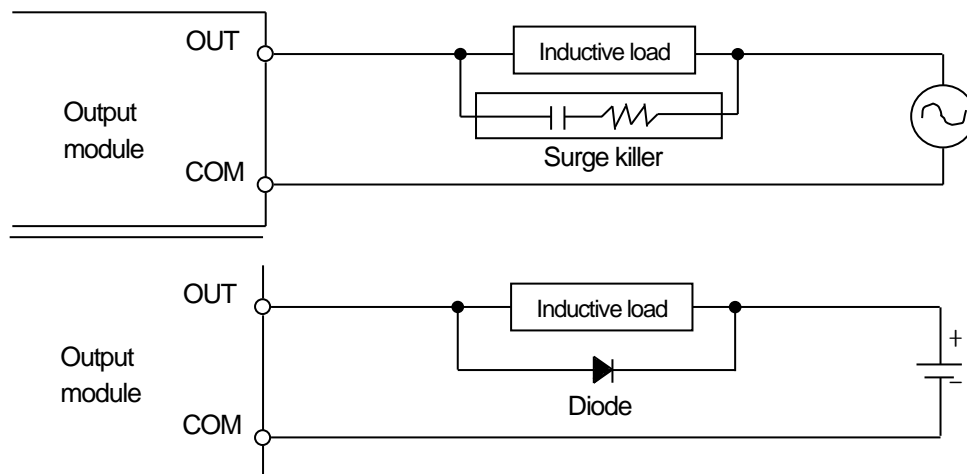 OUT
Inductive load
Output
module
Surge killer
COM
OUT
Inductive load
+
Output
module
−
Diode
COM